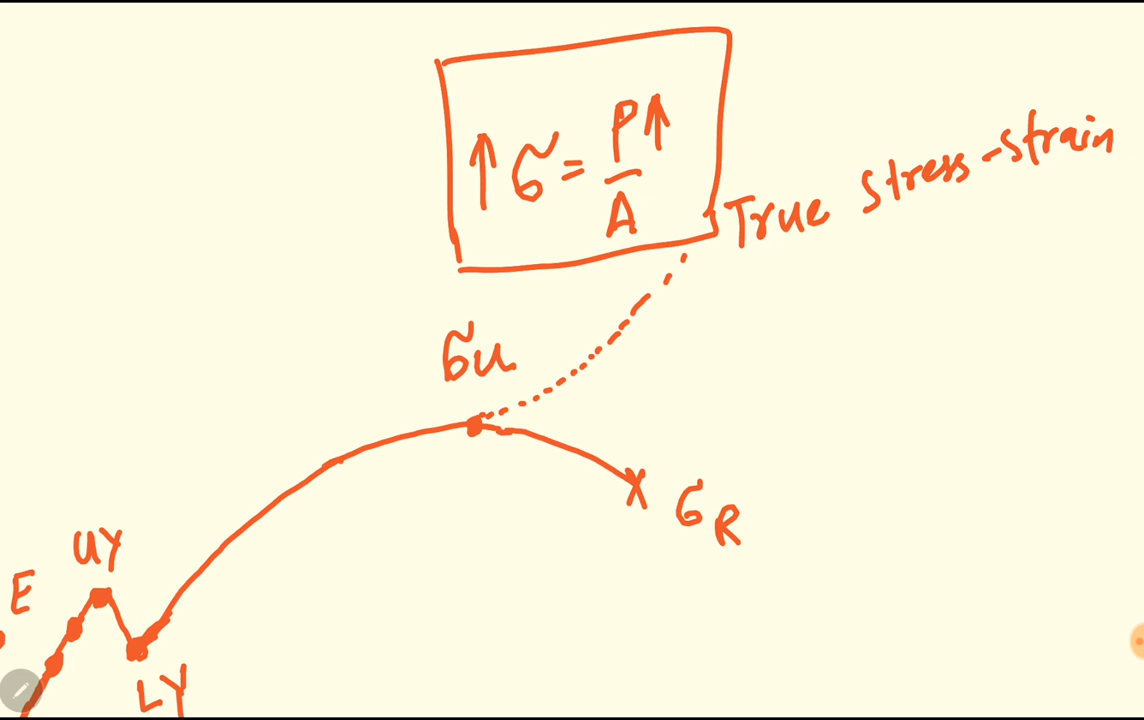 ↑ σ = P↑ / A
True stress-strain
σu
σR
UY
E
LY